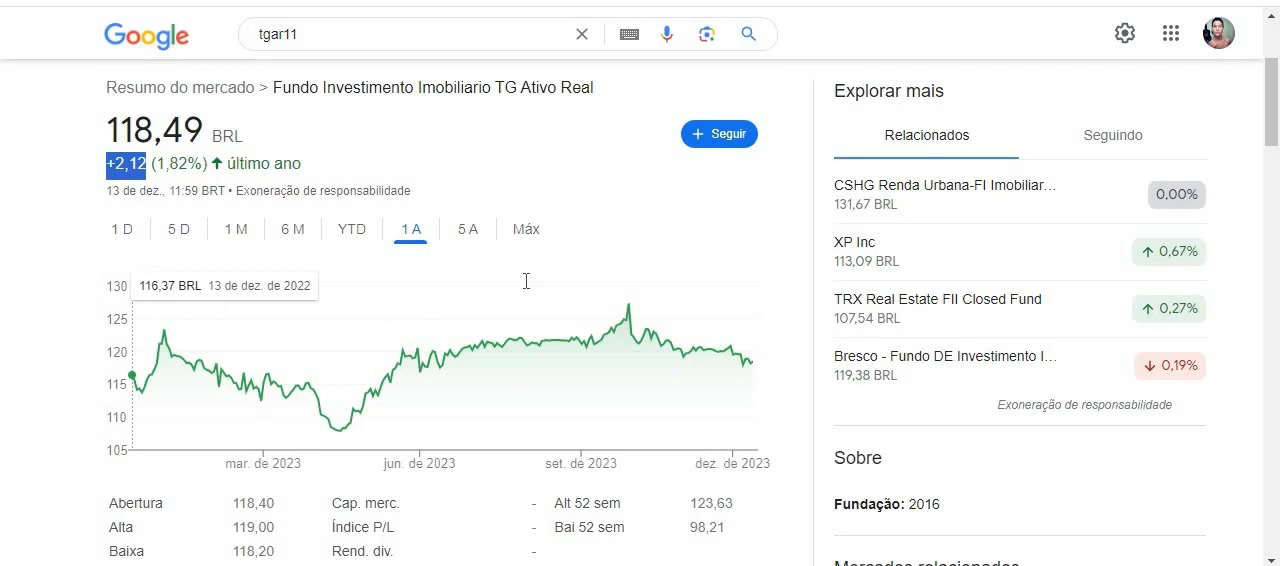 Google
tgar11
Resumo do mercado > Fundo Investimento Imobiliario TG Ativo Real
118,49 BRL
+ Seguir
+2,12 (1,82%) ↑ último ano
13 de dez., 11:59 BRT • Exoneração de responsabilidade
1 D
5 D
1 M
6 M
YTD
1 A
5 A
Máx
116,37 BRL 13 de dez. de 2022
130
125
120
115
110
105
mar. de 2023
jun. de 2023
set. de 2023
dez. de 2023
Abertura 118,40
Alta 119,00
Baixa 118,20
Cap. merc. -
Índice P/L -
Rend. div. -
Alt 52 sem 123,63
Bai 52 sem 98,21
Explorar mais
Relacionados
Seguindo
CSHG Renda Urbana-FI Imobiliar...
131,67 BRL
0,00%
XP Inc
113,09 BRL
↑ 0,67%
TRX Real Estate FII Closed Fund
107,54 BRL
↑ 0,27%
Bresco - Fundo DE Investimento I...
119,38 BRL
↓ 0,19%
Exoneração de responsabilidade
Sobre
Fundação: 2016
Mercados relacionados